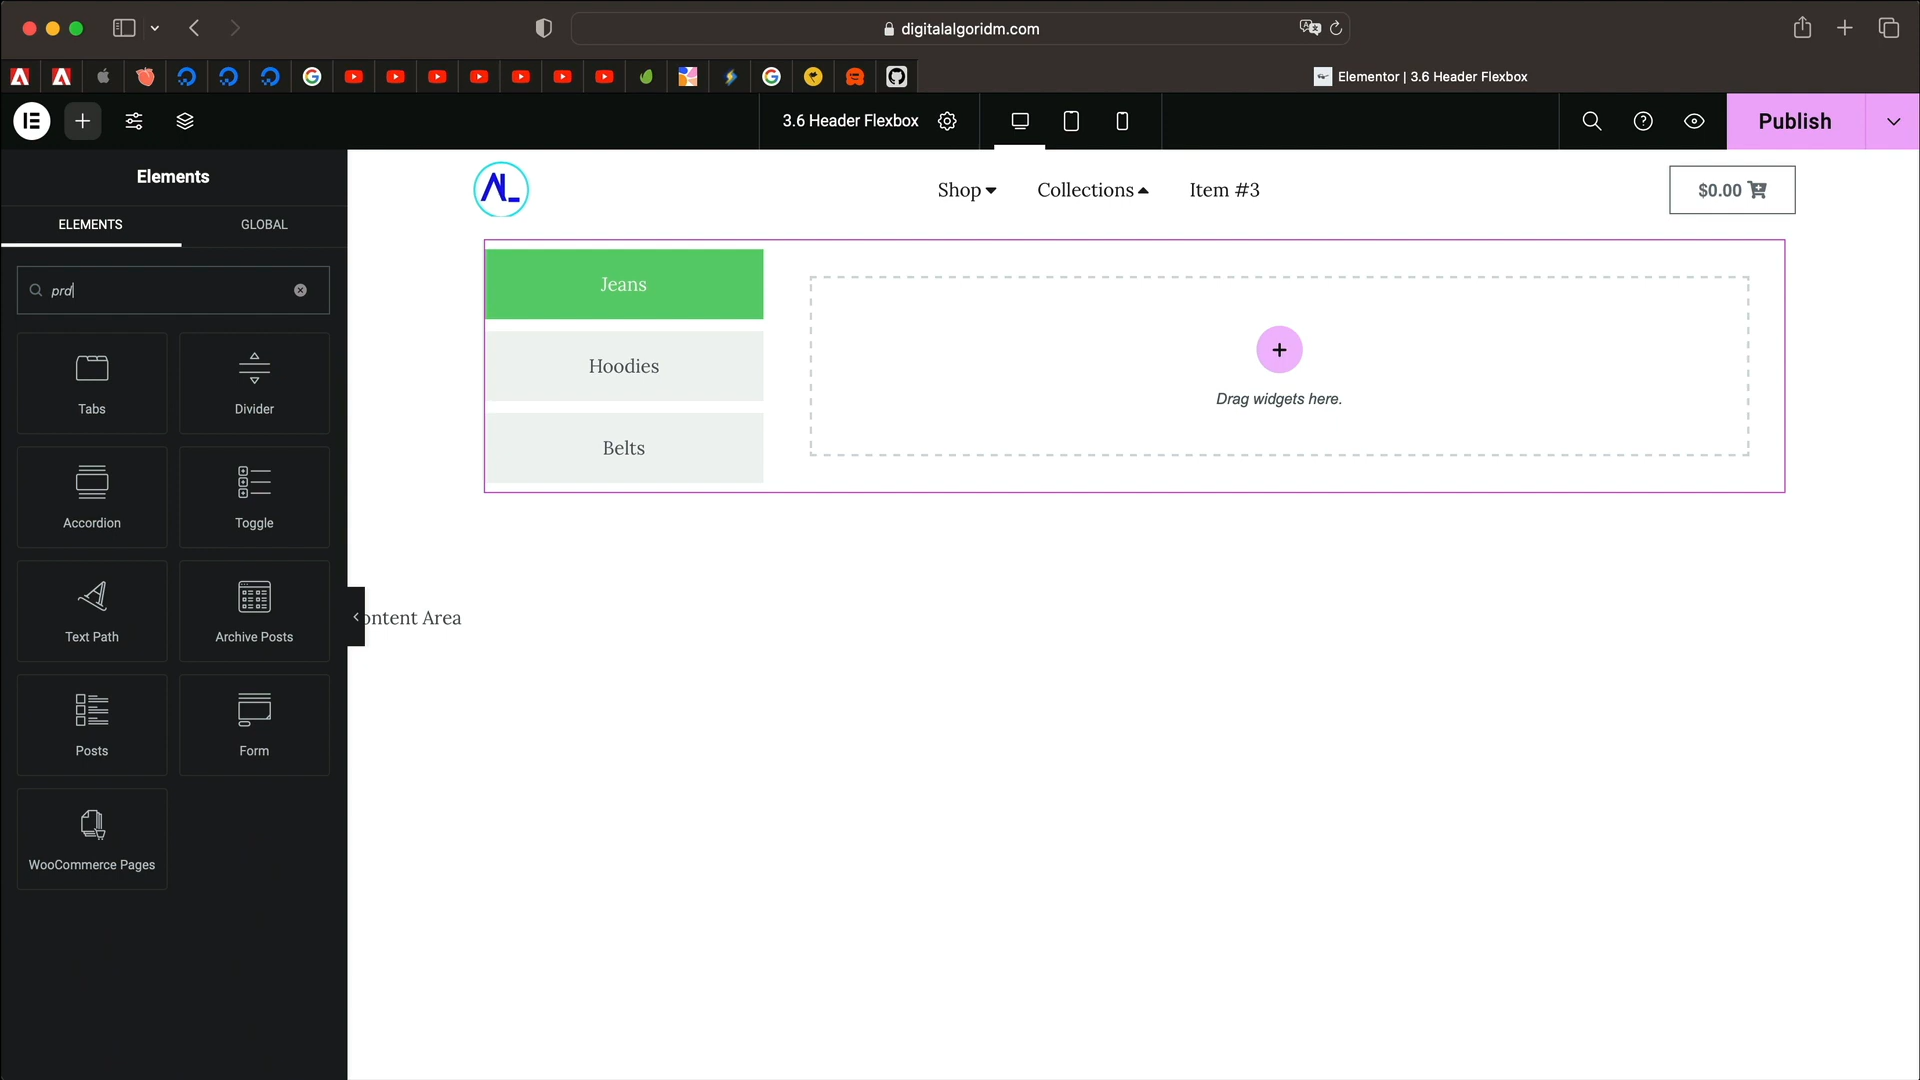 digitalalgoridm.com
Elementor | 3.6 Header Flexbox
3.6 Header Flexbox
Publish
Elements
ELEMENTS GLOBAL
prd
Tabs
Divider
Accordion
Toggle
Text Path
Archive Posts
Posts
Form
WooCommerce Pages
Shop Collections Item #3
$0.00
Jeans
Hoodies
Belts
+
Drag widgets here.
ontent Area